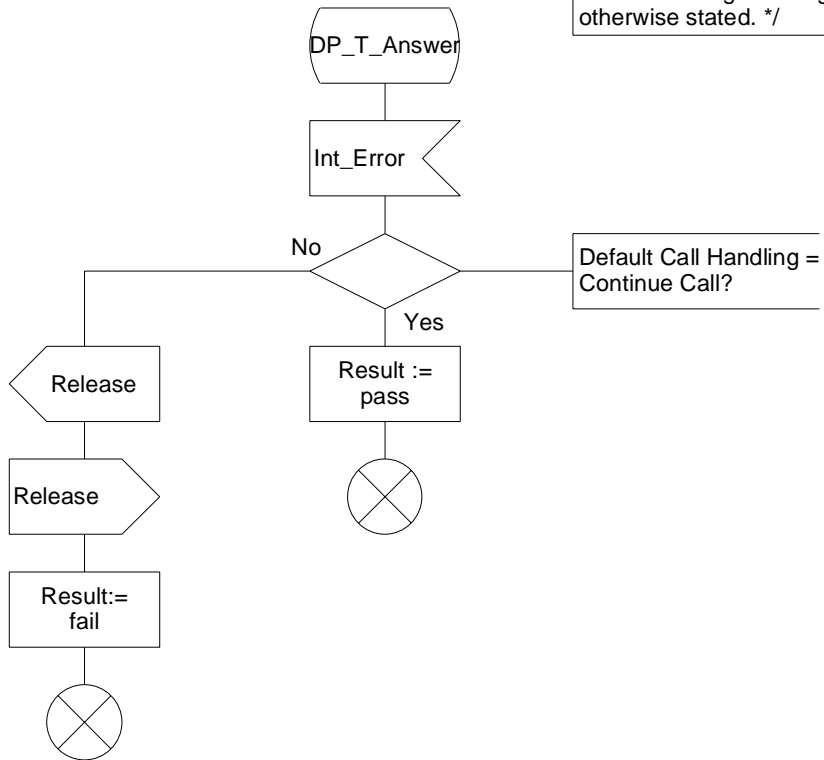 otherwise stated. */
DP_T_Answer
Int_Error
No
Default Call Handling =
Continue Call?
Yes
Release
Result :=
pass
Release
Result:=
fail